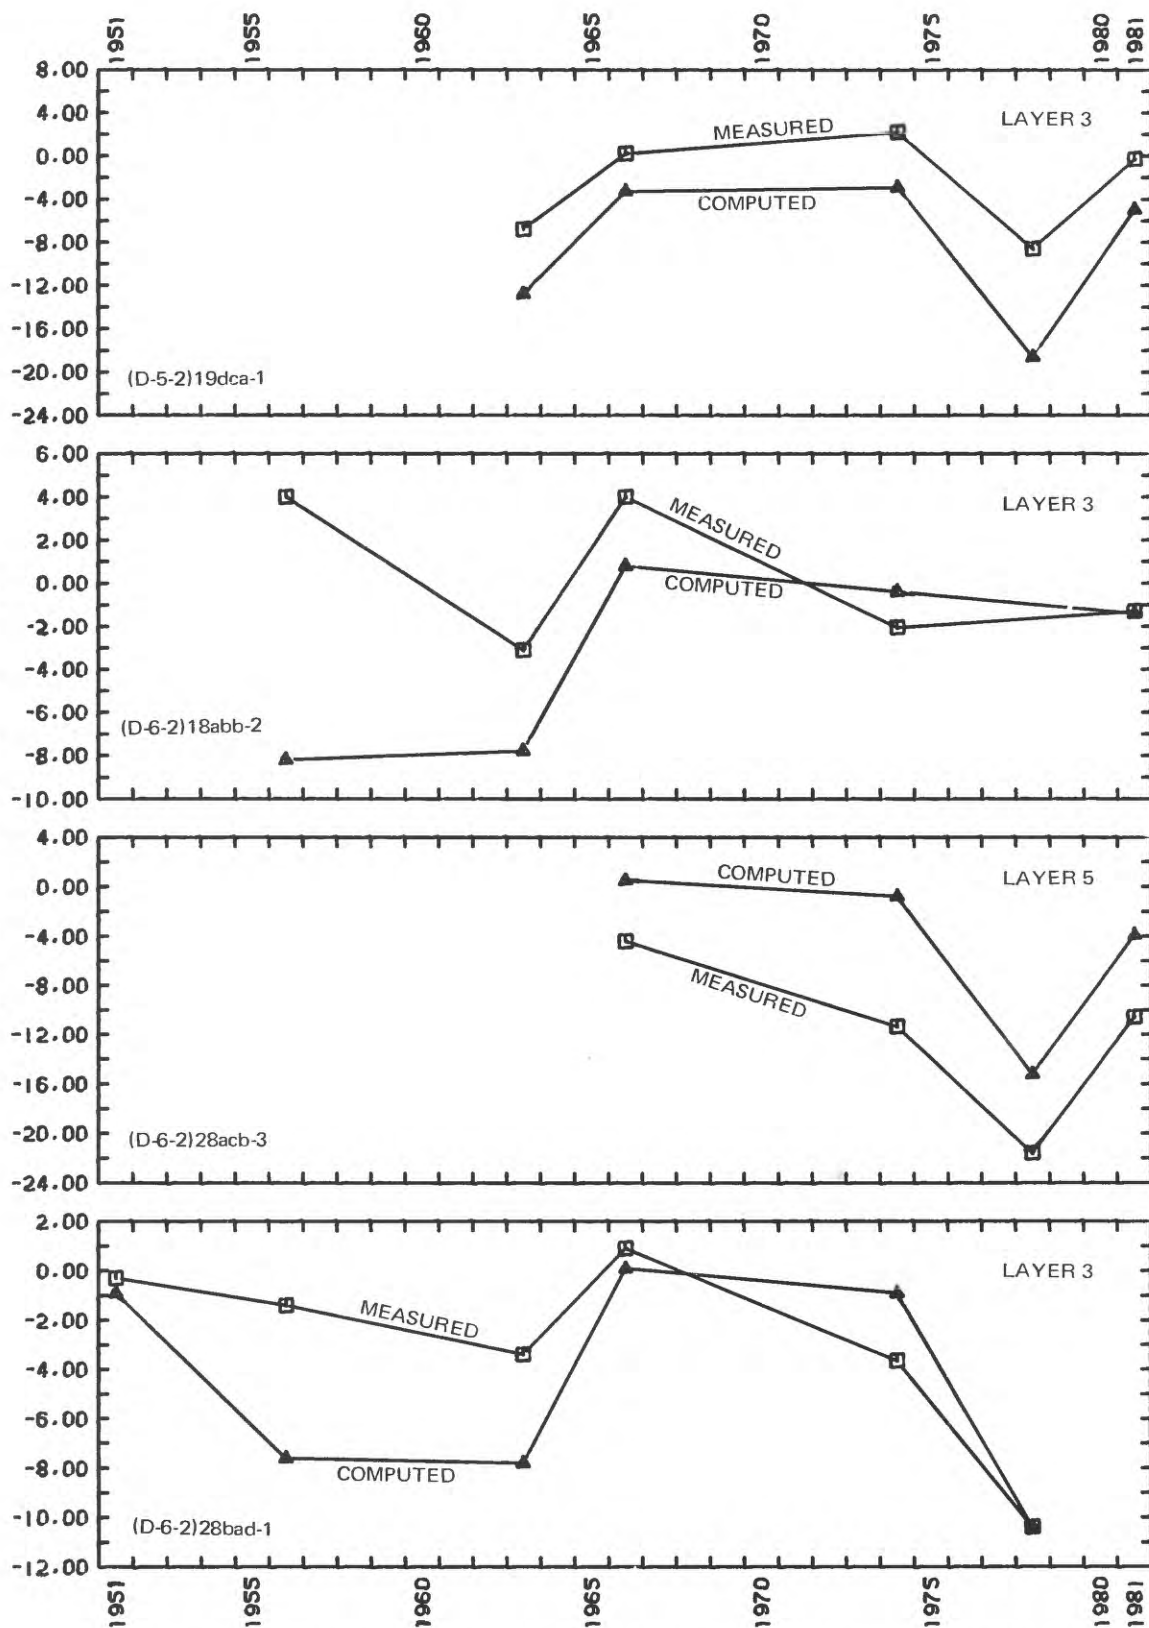 1951 1955 1960 1965 1970 1975 1980 1981
8.00
4.00
0.00
-4.00
-8.00
-12.00
-16.00
-20.00
-24.00
MEASURED
COMPUTED
LAYER 3
(D-5-2)19dca-1
6.00
4.00
2.00
0.00
-2.00
-4.00
-6.00
-8.00
-10.00
MEASURED
COMPUTED
LAYER 3
(D-6-2)18abb-2
4.00
0.00
-4.00
-8.00
-12.00
-16.00
-20.00
-24.00
COMPUTED
MEASURED
LAYER 5
(D-6-2)28acb-3
2.00
0.00
-2.00
-4.00
-6.00
-8.00
-10.00
-12.00
MEASURED
COMPUTED
LAYER 3
(D-6-2)28bad-1
1951 1955 1960 1965 1970 1975 1980 1981